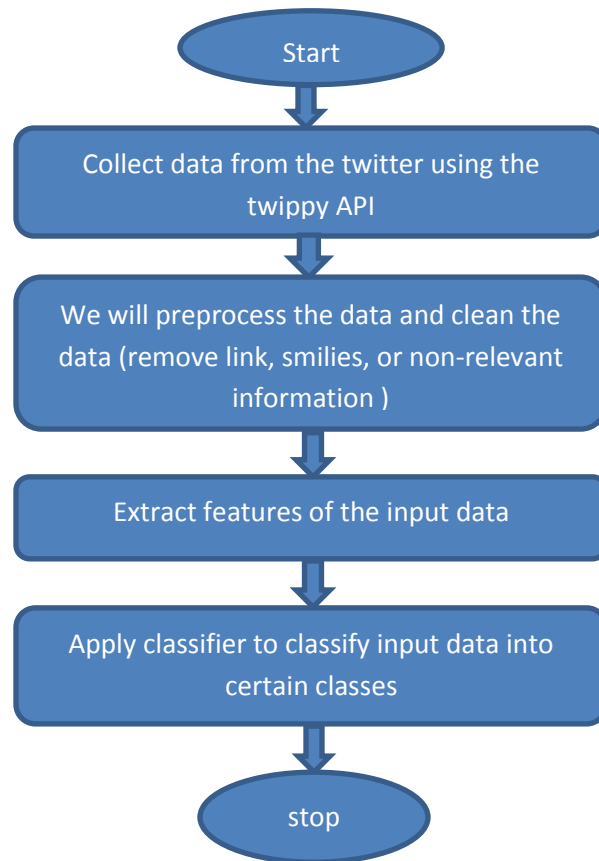 Start
Collect data from the twitter using the
twippy API
We will preprocess the data and clean the
data (remove link, smilies, or non-relevant
information )
Extract features of the input data
Apply classifier to classify input data into
certain classes
stop